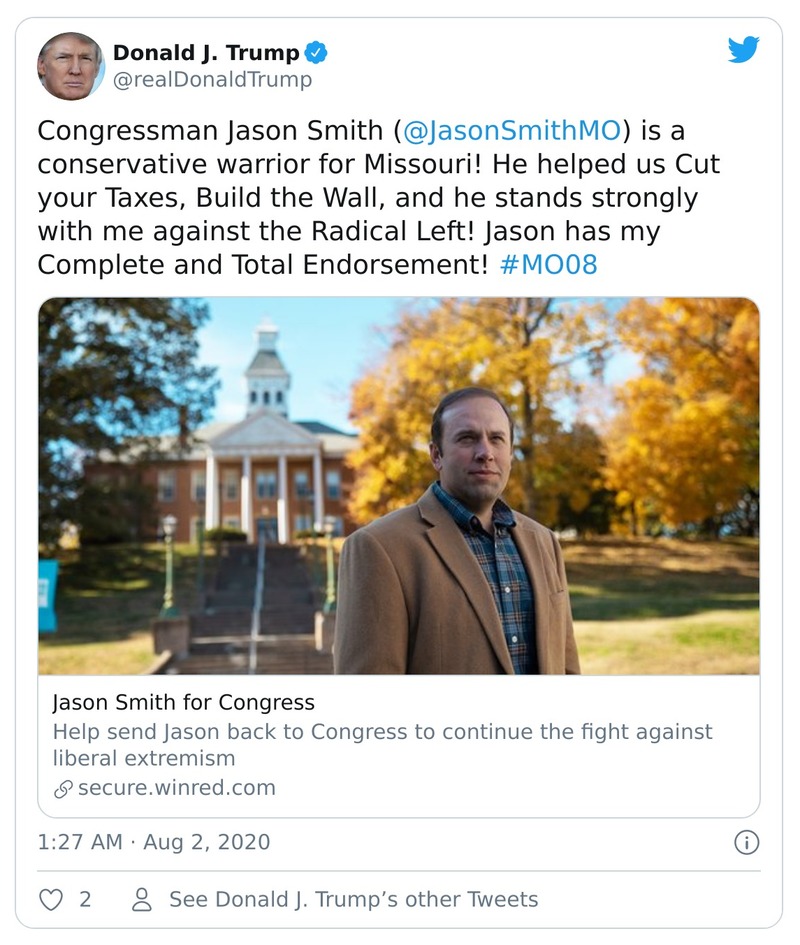 Donald J. Trump
@realDonaldTrump
Congressman Jason Smith (@JasonSmithMO) is a
conservative warrior for Missouri! He helped us Cut
your Taxes, Build the Wall, and he stands strongly
with me against the Radical Left! Jason has my
Complete and Total Endorsement! #MO08
Jason Smith for Congress
Help send Jason back to Congress to continue the fight against
liberal extremism
secure.winred.com
1:27 AM · Aug 2, 2020
2
See Donald J. Trump’s other Tweets